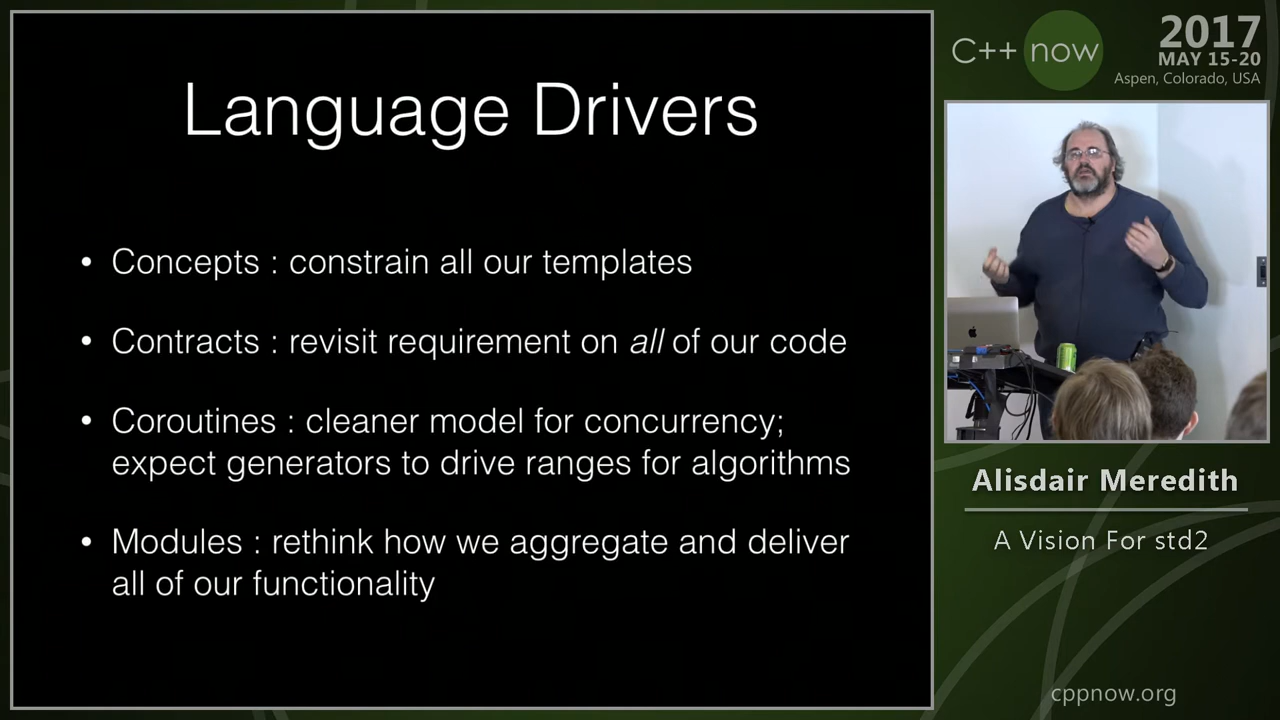 Language Drivers
• Concepts : constrain all our templates
• Contracts : revisit requirement on all of our code
• Coroutines : cleaner model for concurrency;
expect generators to drive ranges for algorithms
• Modules : rethink how we aggregate and deliver
all of our functionality
C++ now
2017
MAY 15-20
Aspen, Colorado, USA
Alisdair Meredith
A Vision For std2
cppnow.org